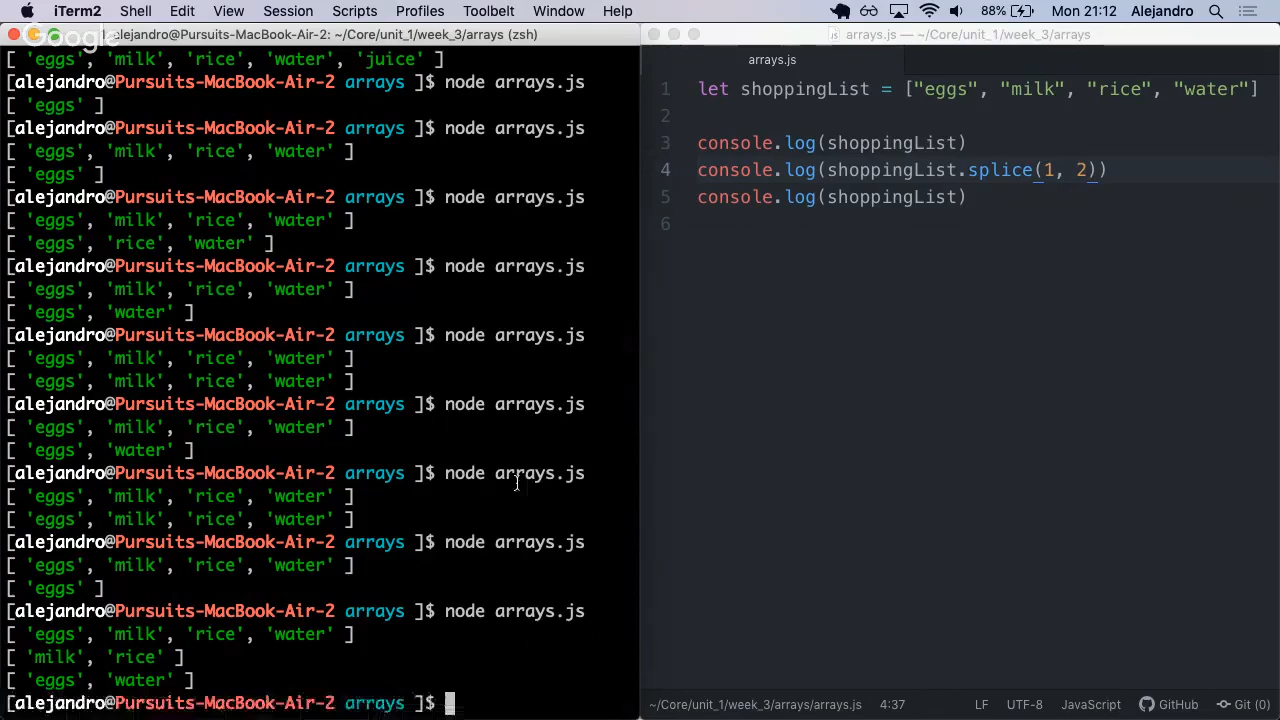 iTerm2 Shell Edit View Session Scripts Profiles Toolbelt Window Help 88% Mon 21:12 Alejandro
Google
alejandro@Pursuits-MacBook-Air-2: ~/Core/unit_1/week_3/arrays (zsh)
[ 'eggs', 'milk', 'rice', 'water', 'juice' ]
[alejandro@Pursuits-MacBook-Air-2 arrays ]$ node arrays.js
[ 'eggs' ]
[alejandro@Pursuits-MacBook-Air-2 arrays ]$ node arrays.js
[ 'eggs', 'milk', 'rice', 'water' ]
[ 'eggs' ]
[alejandro@Pursuits-MacBook-Air-2 arrays ]$ node arrays.js
[ 'eggs', 'milk', 'rice', 'water' ]
[ 'eggs', 'rice', 'water' ]
[alejandro@Pursuits-MacBook-Air-2 arrays ]$ node arrays.js
[ 'eggs', 'milk', 'rice', 'water' ]
[ 'eggs', 'water' ]
[alejandro@Pursuits-MacBook-Air-2 arrays ]$ node arrays.js
[ 'eggs', 'milk', 'rice', 'water' ]
[ 'eggs', 'milk', 'rice', 'water' ]
[alejandro@Pursuits-MacBook-Air-2 arrays ]$ node arrays.js
[ 'eggs', 'milk', 'rice', 'water' ]
[ 'eggs', 'water' ]
[alejandro@Pursuits-MacBook-Air-2 arrays ]$ node arrays.js
[ 'eggs', 'milk', 'rice', 'water' ]
[ 'eggs', 'milk', 'rice', 'water' ]
[alejandro@Pursuits-MacBook-Air-2 arrays ]$ node arrays.js
[ 'eggs', 'milk', 'rice', 'water' ]
[ 'eggs' ]
[alejandro@Pursuits-MacBook-Air-2 arrays ]$ node arrays.js
[ 'eggs', 'milk', 'rice', 'water' ]
[ 'milk', 'rice' ]
[ 'eggs', 'water' ]
[alejandro@Pursuits-MacBook-Air-2 arrays ]$
arrays.js — ~/Core/unit_1/week_3/arrays
arrays.js
1 let shoppingList = ["eggs", "milk", "rice", "water"]
2
3 console.log(shoppingList)
4 console.log(shoppingList.splice(1, 2))
5 console.log(shoppingList)
6
~/Core/unit_1/week_3/arrays/arrays.js 4:37 LF UTF-8 JavaScript GitHub Git (0)